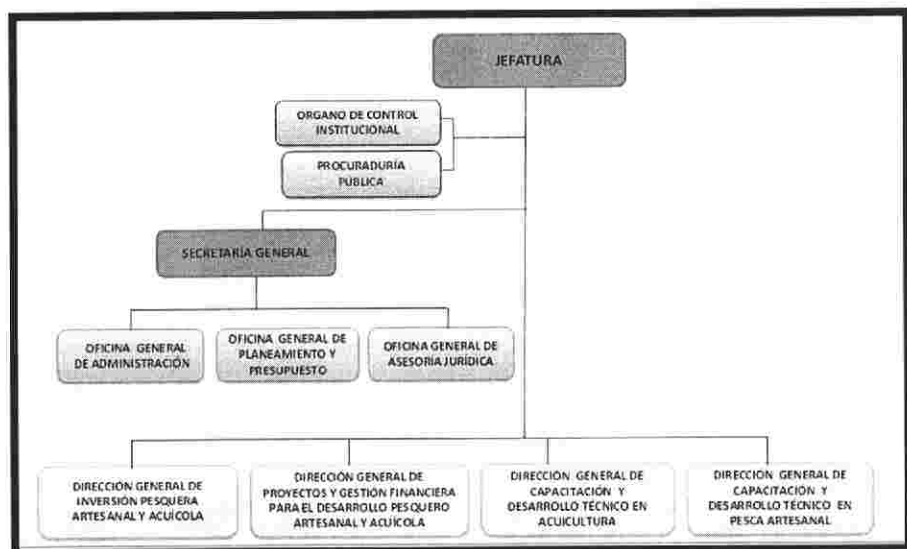 JEFATURA
ORGANO DE CONTROL
INSTITUCIONAL
PROCURADURÍA
PÚBLICA
SECRETARÍA GENERAL
OFICINA GENERAL
DE ADMINISTRACIÓN
OFICINA GENERAL DE
PLANEAMIENTO Y
PRESUPUESTO
OFICINA GENERAL DE
ASESORÍA JURÍDICA
DIRECCIÓN GENERAL DE
INVERSIÓN PESQUERA
ARTESANAL Y ACUÍCOLA
DIRECCIÓN GENERAL DE
PROYECTOS Y GESTIÓN FINANCIERA
PARA EL DESARROLLO PESQUERO
ARTESANAL Y ACUÍCOLA
DIRECCIÓN GENERAL DE
CAPACITACIÓN Y
DESARROLLO TÉCNICO EN
ACUICULTURA
DIRECCIÓN GENERAL DE
CAPACITACIÓN Y
DESARROLLO TÉCNICO EN
PESCA ARTESANAL